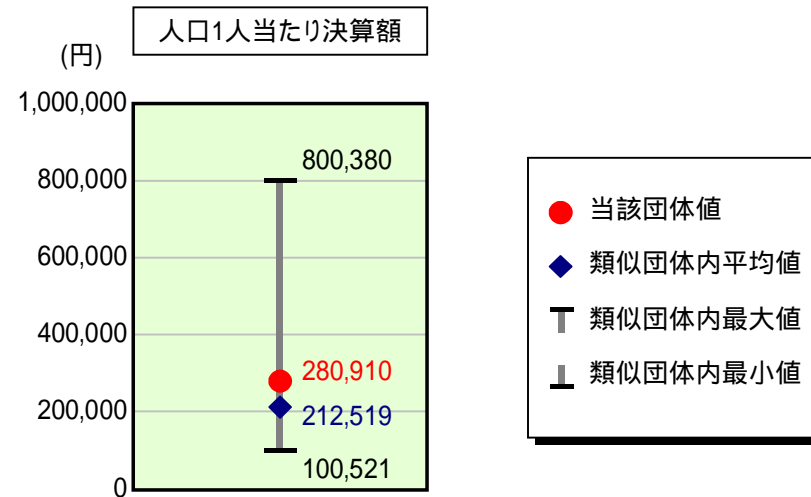 人口1人当たり決算額
(円)
1,000,000
800,000
600,000
400,000
200,000
0
800,380
280,910
212,519
100,521
当該団体値
類似団体内平均値
類似団体内最大値
類似団体内最小値